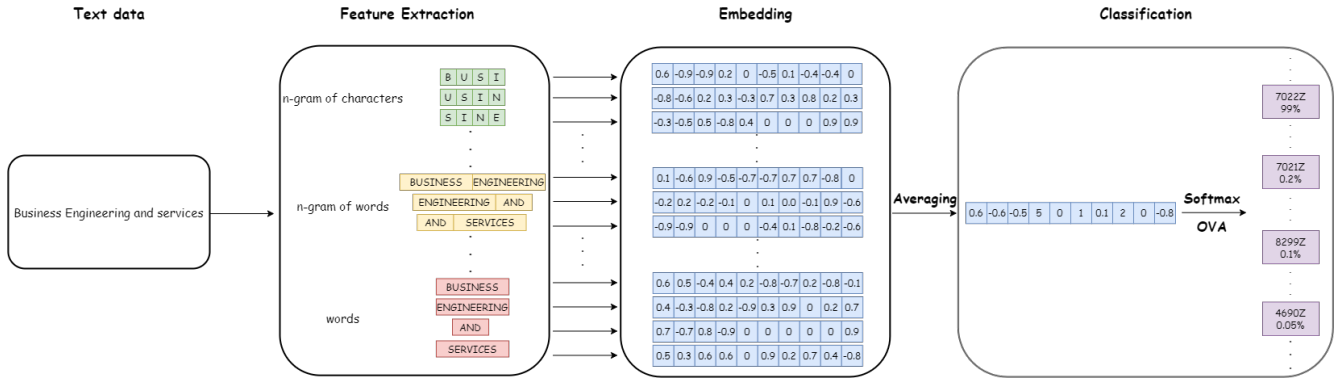 Text data
Feature Extraction
Embedding
Classification
Business Engineering and services
n-gram of characters
B U S I
U S I N
S I N E
n-gram of words
BUSINESS ENGINEERING
ENGINEERING AND
AND SERVICES
words
BUSINESS
ENGINEERING
AND
SERVICES
0.6 -0.9 -0.9 0.2 0 -0.5 0.1 -0.4 -0.4 0
-0.8 -0.6 0.2 0.3 -0.3 0.7 0.3 0.8 0.2 0.3
-0.3 -0.5 0.5 -0.8 0.4 0 0 0 0.9 0.9
0.1 -0.6 0.9 -0.5 -0.7 -0.7 0.7 0.7 -0.8 0
-0.2 0.2 -0.2 -0.1 0 0.1 0.0 -0.1 0.9 -0.6
-0.9 -0.9 0 0 0 -0.4 0.1 -0.8 -0.2 -0.6
0.6 0.5 -0.4 0.4 0.2 -0.8 -0.7 0.2 -0.8 -0.1
0.4 -0.3 -0.8 0.2 -0.9 0.3 0.9 0 0.2 0.7
0.7 -0.7 0.8 -0.9 0 0 0 0 0 0.9
0.5 0.3 0.6 0.6 0 0.9 0.2 0.7 0.4 -0.8
Averaging
0.6 -0.6 -0.5 5 0 1 0.1 2 0 -0.8
Softmax
OVA
7022Z
99%
7021Z
0.2%
8299Z
0.1%
4690Z
0.05%